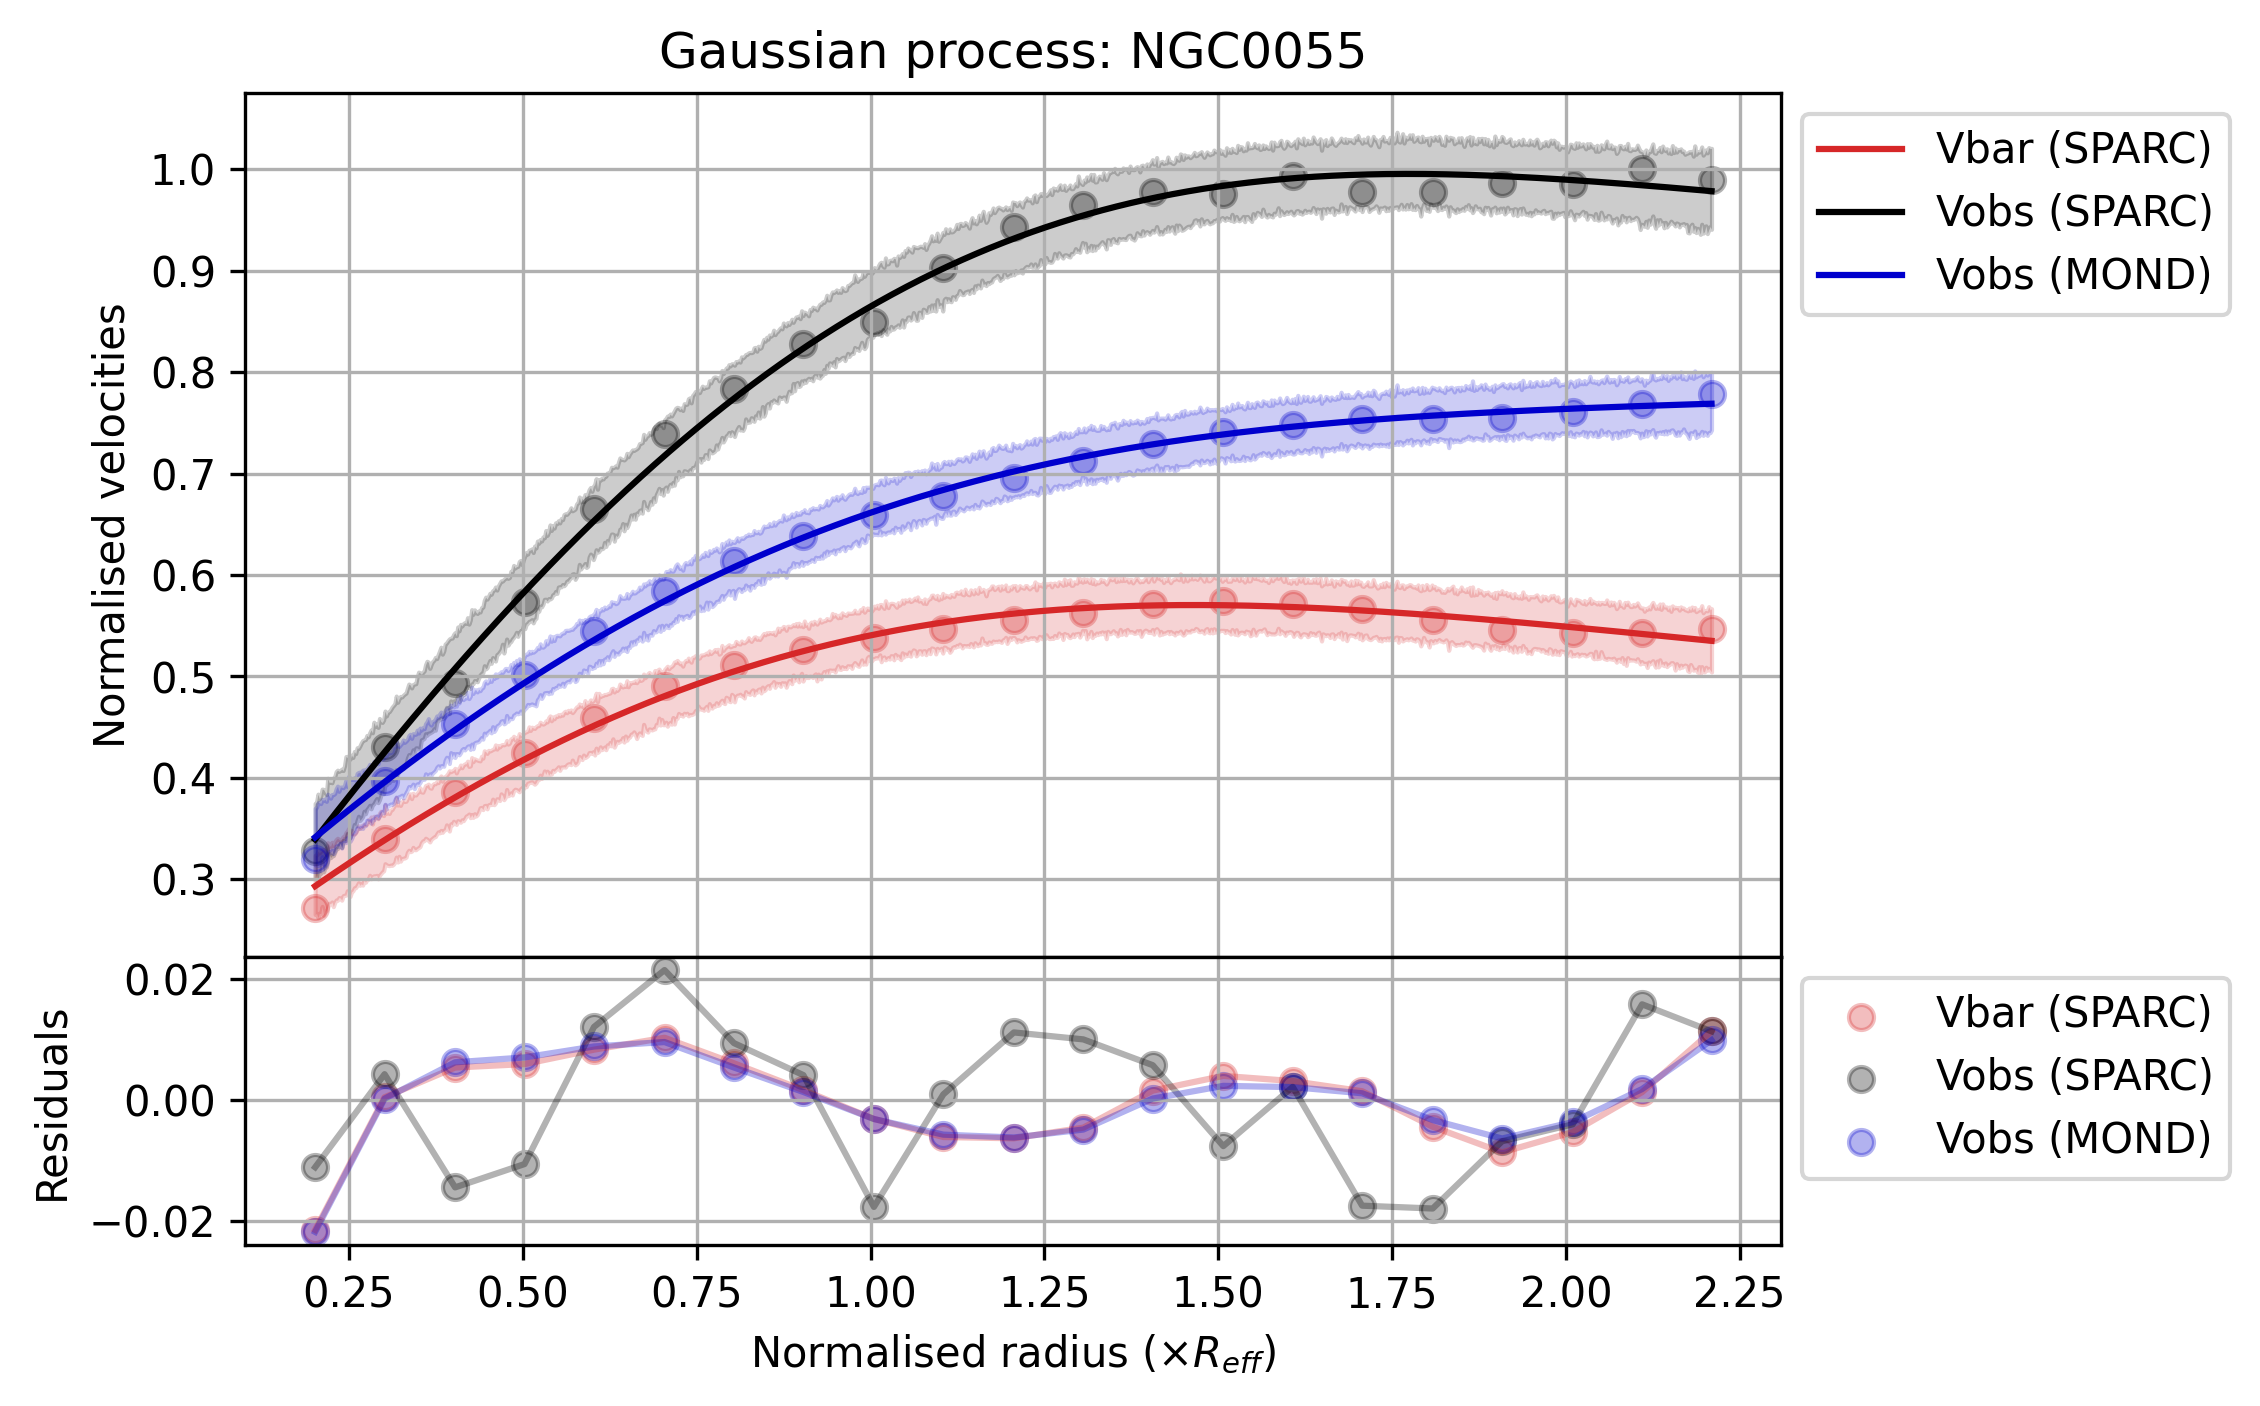 Gaussian process: NGC0055
Normalised velocities
1.0
0.9
0.8
0.7
0.6
0.5
0.4
0.3
Vbar (SPARC)
Vobs (SPARC)
Vobs (MOND)
Residuals
0.02
0.00
−0.02
Vbar (SPARC)
Vobs (SPARC)
Vobs (MOND)
0.25 0.50 0.75 1.00 1.25 1.50 1.75 2.00 2.25
Normalised radius (×R_eff)